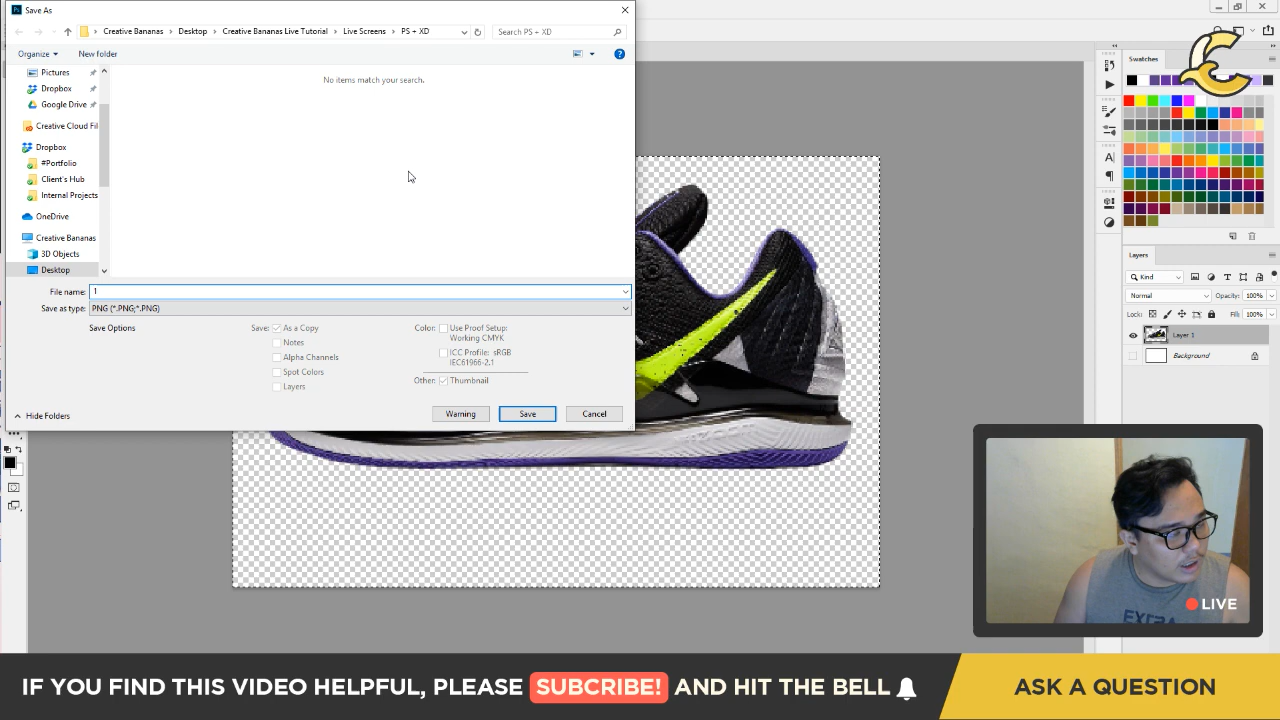 Save As
Creative Bananas > Desktop > Creative Bananas Live Tutorial > Live Screens > PS + XD
Search PS + XD
Organize
New folder
No items match your search.
Pictures
Dropbox
Google Drive
Creative Cloud Fil
Dropbox
#Portfolio
Client's Hub
Internal Projects
OneDrive
Creative Bananas
3D Objects
Desktop
File name: 1
Save as type: PNG (*.PNG;*.PNG)
Save Options
Save:
As a Copy
Notes
Alpha Channels
Spot Colors
Layers
Color:
Use Proof Setup:
Working CMYK
ICC Profile: sRGB
IEC61966-2.1
Other:
Thumbnail
Hide Folders
Warning
Save
Cancel
Swatches
Layers
Kind
Normal
Opacity: 100%
Lock:
Fill: 100%
Layer 1
Background
LIVE
IF YOU FIND THIS VIDEO HELPFUL, PLEASE SUBCRIBE! AND HIT THE BELL
ASK A QUESTION